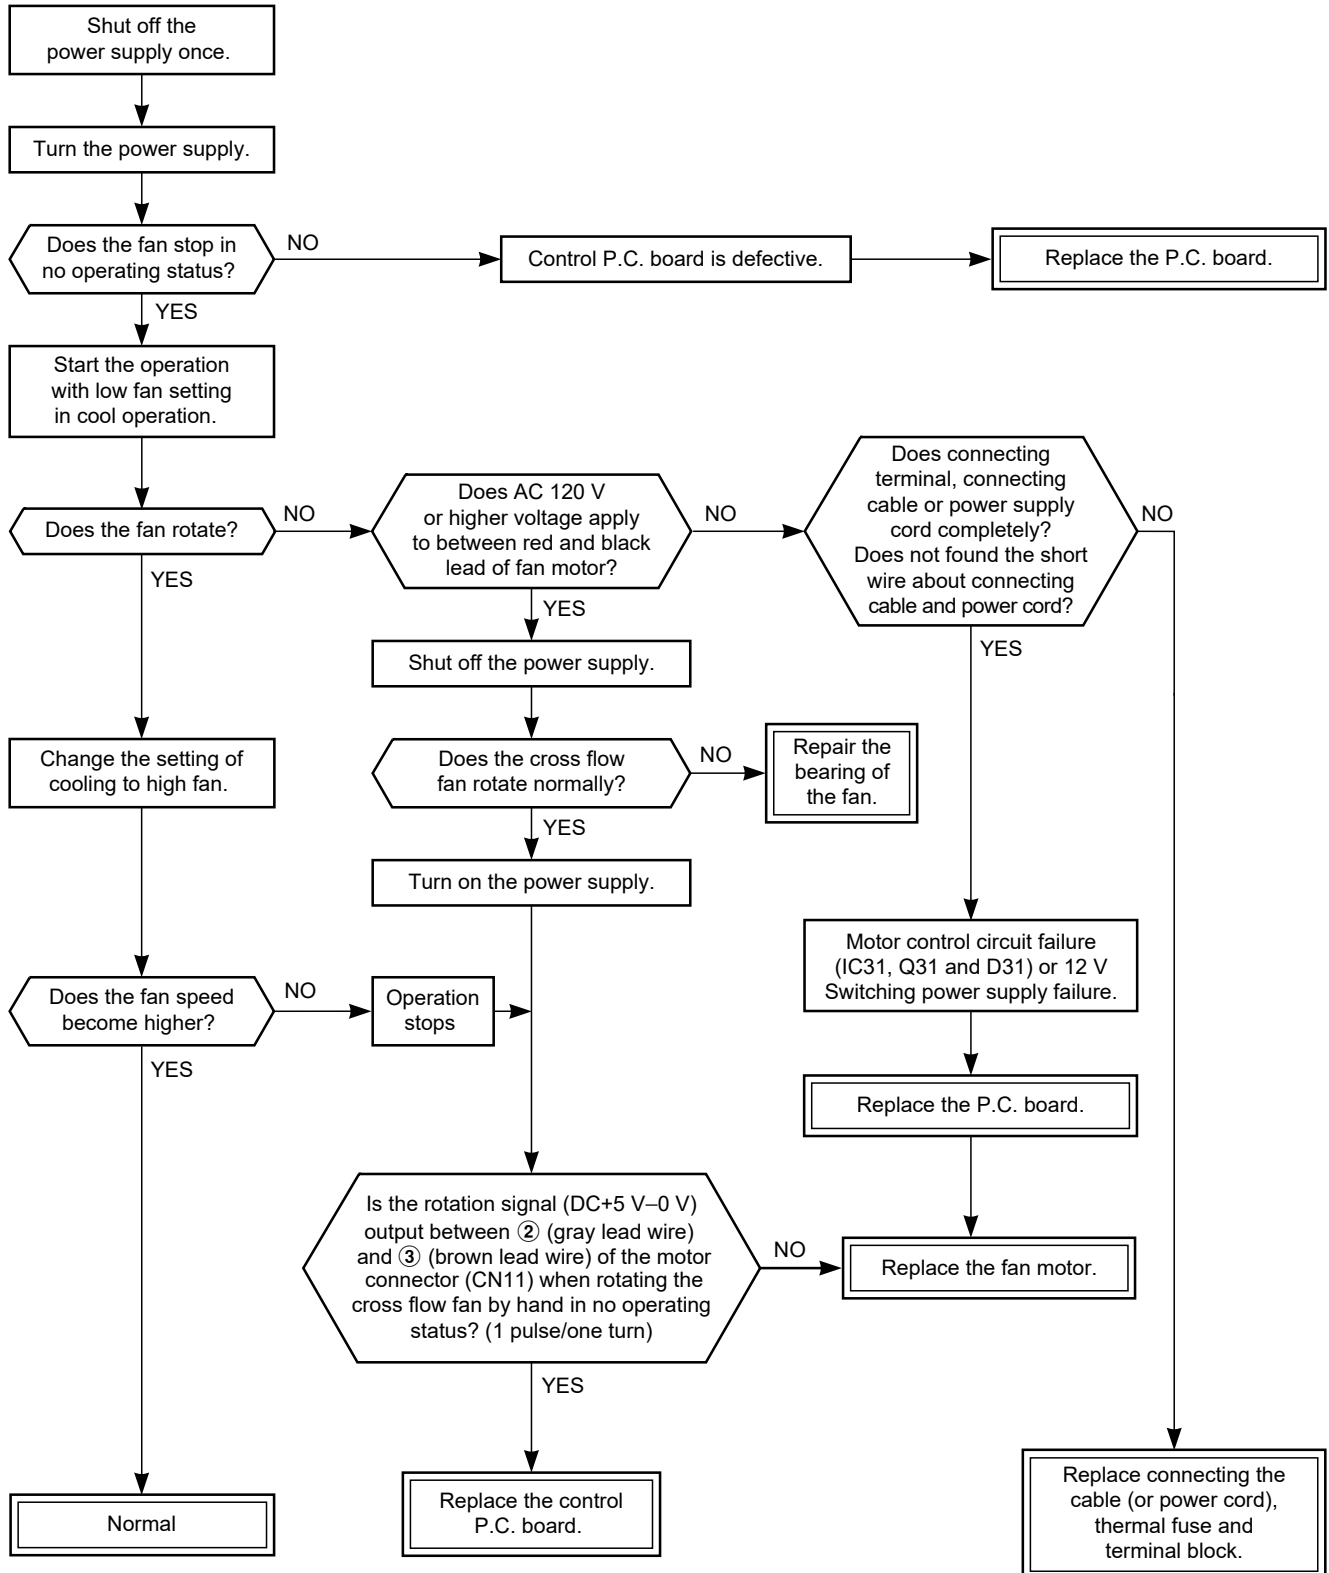 Shut off the
power supply once.
Turn the power supply.
Does the fan stop in
no operating status?
NO
Control P.C. board is defective.
Replace the P.C. board.
YES
Start the operation
with low fan setting
in cool operation.
Does the fan rotate?
NO
Does AC 120 V
or higher voltage apply
to between red and black
lead of fan motor?
NO
Does connecting
terminal, connecting
cable or power supply
cord completely?
Does not found the short
wire about connecting
cable and power cord?
NO
YES
YES
Shut off the power supply.
YES
Change the setting of
cooling to high fan.
Does the cross flow
fan rotate normally?
NO
Repair the
bearing of
the fan.
YES
Turn on the power supply.
Motor control circuit failure
(IC31, Q31 and D31) or 12 V
Switching power supply failure.
Does the fan speed
become higher?
NO
Operation
stops
YES
Replace the P.C. board.
Is the rotation signal (DC+5 V–0 V)
output between ② (gray lead wire)
and ③ (brown lead wire) of the motor
connector (CN11) when rotating the
cross flow fan by hand in no operating
status? (1 pulse/one turn)
NO
Replace the fan motor.
YES
Normal
Replace the control
P.C. board.
Replace connecting the
cable (or power cord),
thermal fuse and
terminal block.